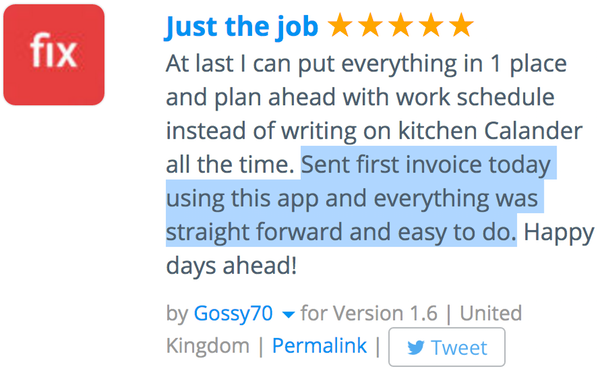 fix
Just the job ★★★★★
At last I can put everything in 1 place
and plan ahead with work schedule
instead of writing on kitchen Calander
all the time. Sent first invoice today
using this app and everything was
straight forward and easy to do. Happy
days ahead!
by Gossy70 for Version 1.6 | United
Kingdom | Permalink | Tweet